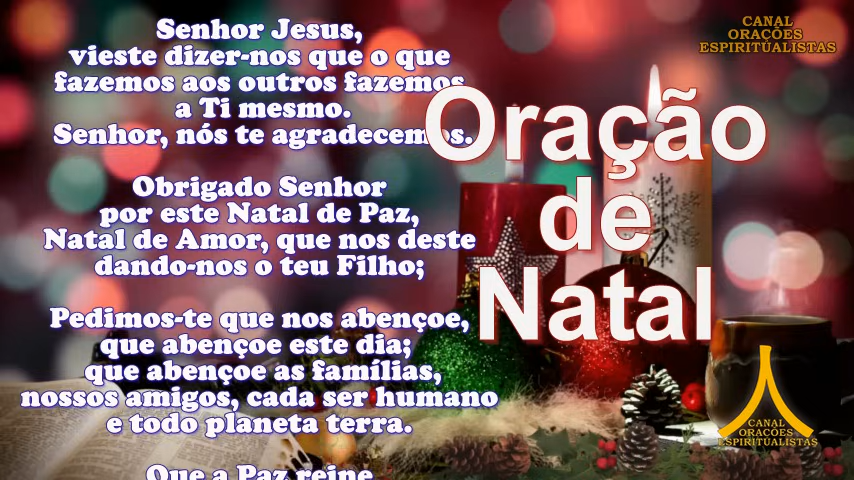 Senhor Jesus,
vieste dizer-nos que o que
fazemos aos outros fazemos
a Ti mesmo.
Senhor, nós te agradecemos.
Obrigado Senhor
por este Natal de Paz,
Natal de Amor, que nos deste
dando-nos o teu Filho;
Pedimos-te que nos abençoe,
que abençoe este dia;
que abençoe as famílias,
nossos amigos, cada ser humano
e todo planeta terra.
Que a Paz reine
Oração
de
Natal
CANAL
ORAÇÕES
ESPIRITUALISTAS
CANAL
ORAÇÕES
ESPIRITUALISTAS